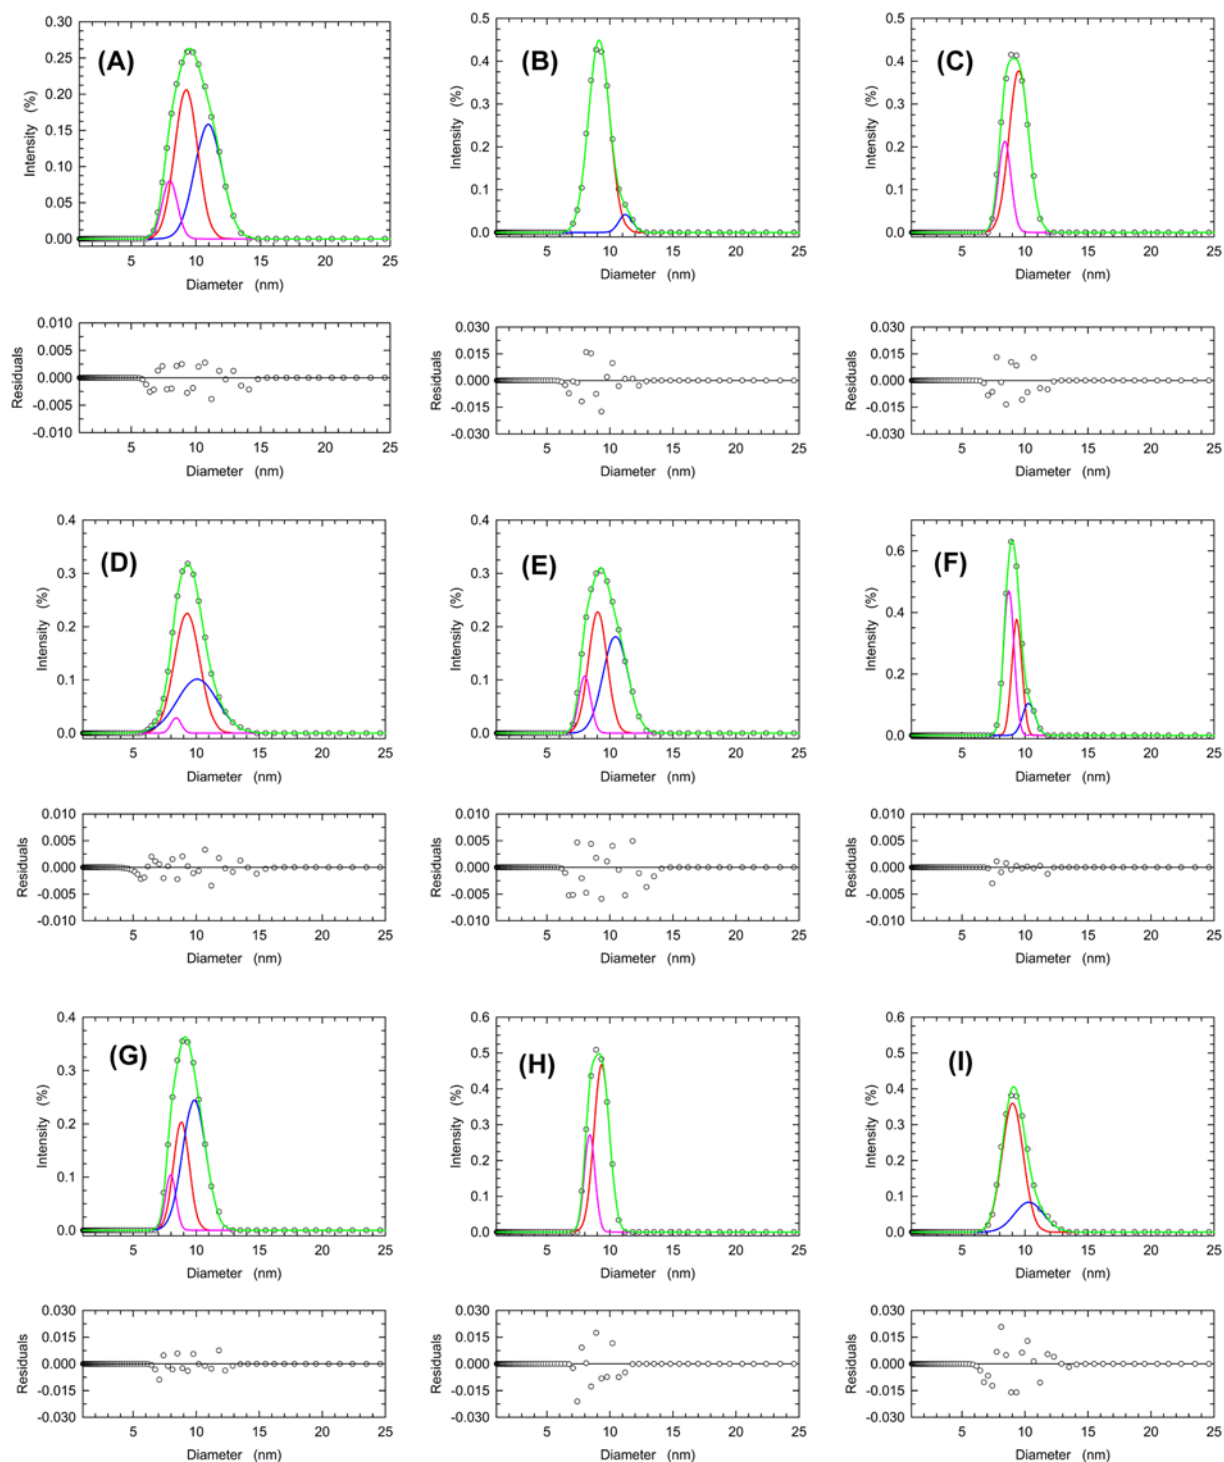 (A)
Intensity (%)
0.30
0.25
0.20
0.15
0.10
0.05
0.00
5 10 15 20 25
Diameter (nm)
(B)
Intensity (%)
0.5
0.4
0.3
0.2
0.1
0.0
5 10 15 20 25
Diameter (nm)
(C)
Intensity (%)
0.5
0.4
0.3
0.2
0.1
0.0
5 10 15 20 25
Diameter (nm)
Residuals
0.010
0.005
0.000
-0.005
-0.010
5 10 15 20 25
Diameter (nm)
Residuals
0.030
0.015
0.000
-0.015
-0.030
5 10 15 20 25
Diameter (nm)
Residuals
0.030
0.015
0.000
-0.015
-0.030
5 10 15 20 25
Diameter (nm)
(D)
Intensity (%)
0.4
0.3
0.2
0.1
0.0
5 10 15 20 25
Diameter (nm)
(E)
Intensity (%)
0.4
0.3
0.2
0.1
0.0
5 10 15 20 25
Diameter (nm)
(F)
Intensity (%)
0.6
0.4
0.2
0.0
5 10 15 20 25
Diameter (nm)
Residuals
0.010
0.005
0.000
-0.005
-0.010
5 10 15 20 25
Diameter (nm)
Residuals
0.010
0.005
0.000
-0.005
-0.010
5 10 15 20 25
Diameter (nm)
Residuals
0.010
0.005
0.000
-0.005
-0.010
5 10 15 20 25
Diameter (nm)
(G)
Intensity (%)
0.4
0.3
0.2
0.1
0.0
5 10 15 20 25
Diameter (nm)
(H)
Intensity (%)
0.6
0.5
0.4
0.3
0.2
0.1
0.0
5 10 15 20 25
Diameter (nm)
(I)
Intensity (%)
0.6
0.5
0.4
0.3
0.2
0.1
0.0
5 10 15 20 25
Diameter (nm)
Residuals
0.030
0.015
0.000
-0.015
-0.030
5 10 15 20 25
Diameter (nm)
Residuals
0.030
0.015
0.000
-0.015
-0.030
5 10 15 20 25
Diameter (nm)
Residuals
0.030
0.015
0.000
-0.015
-0.030
5 10 15 20 25
Diameter (nm)